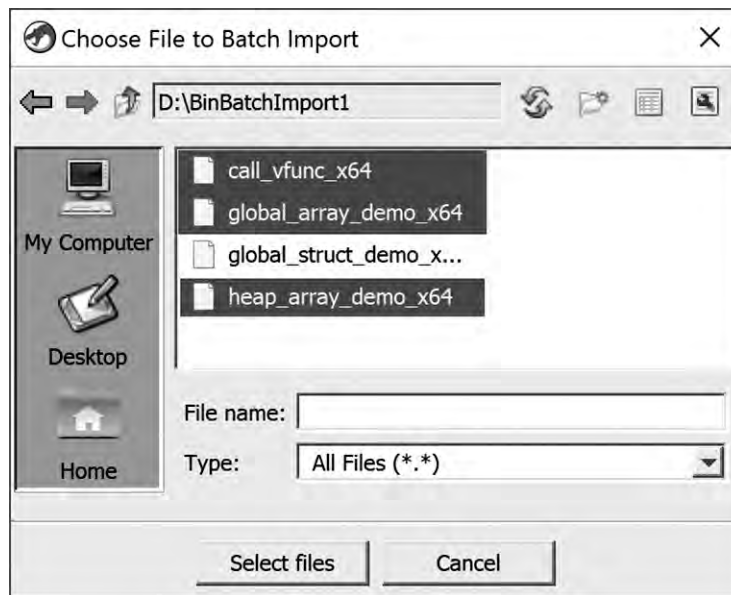 Choose File to Batch Import
D:\BinBatchImport1
My Computer
Desktop
Home
call_vfunc_x64
global_array_demo_x64
global_struct_demo_x...
heap_array_demo_x64
File name:
Type: All Files (*.*)
Select files Cancel